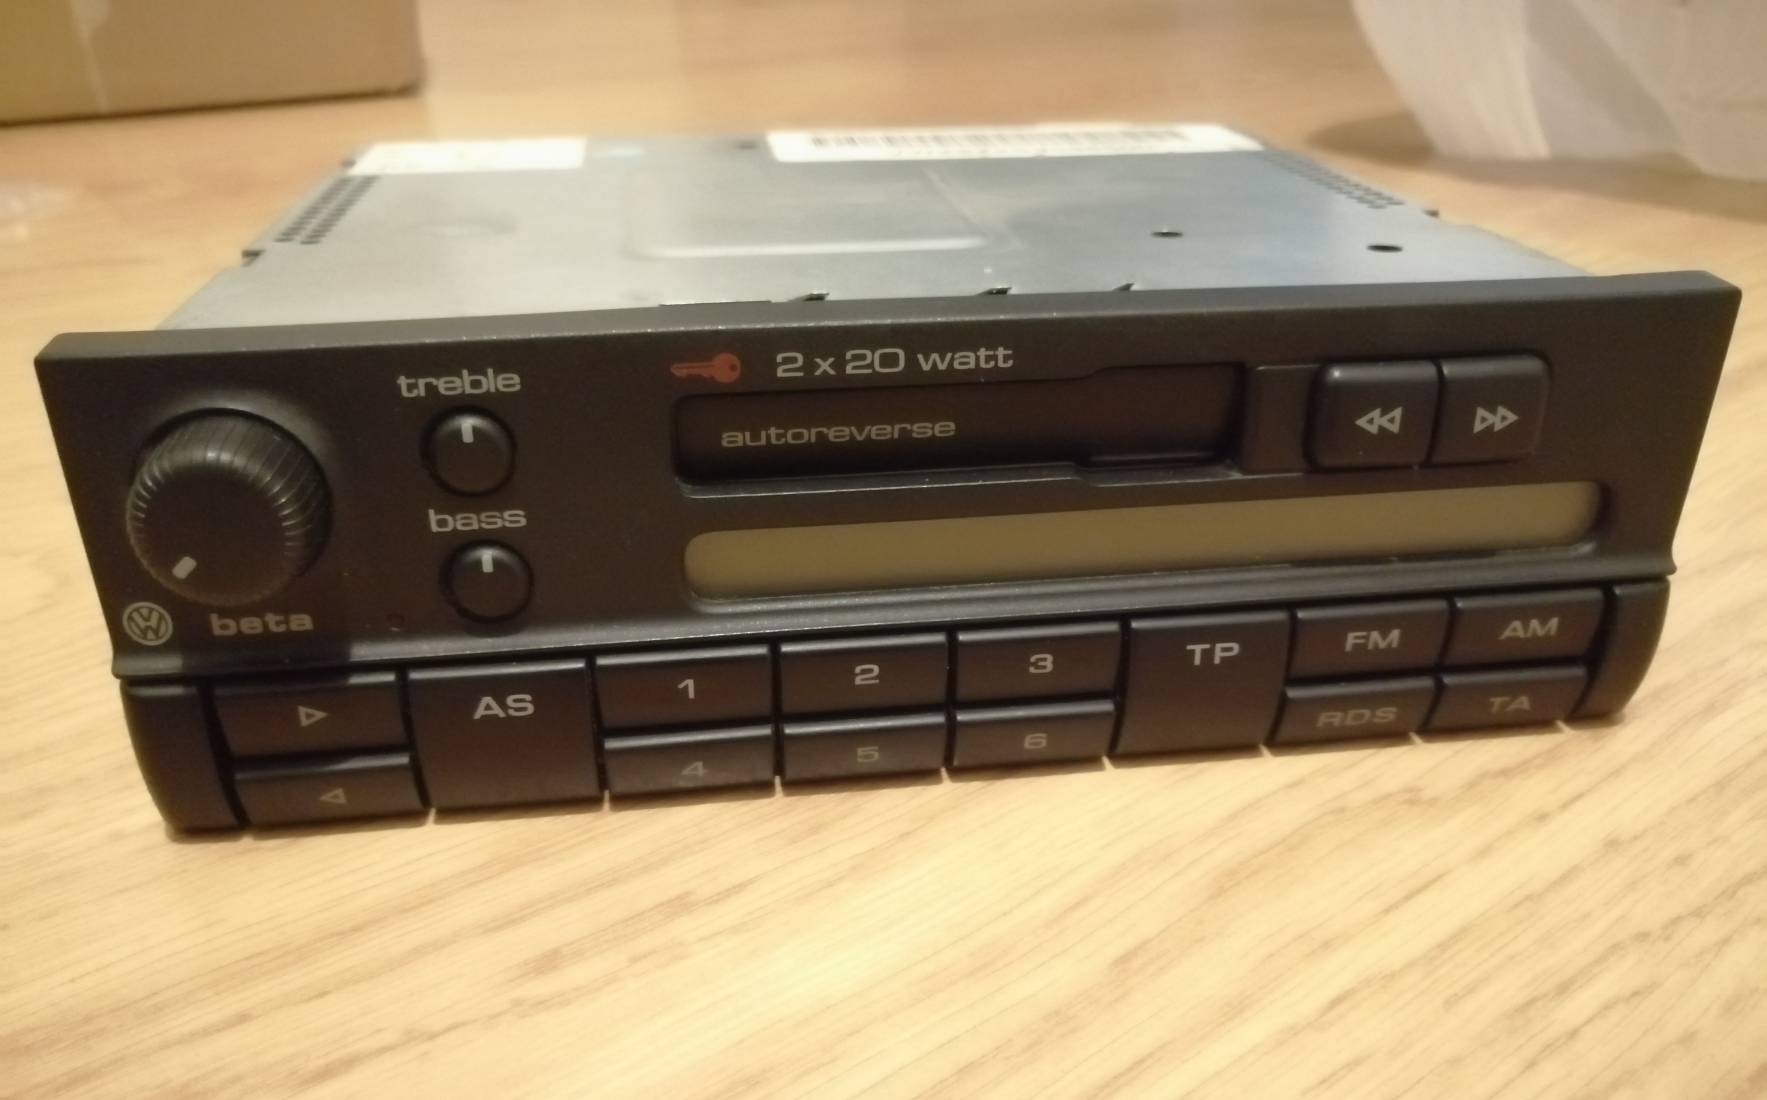 treble
2 x 20 watt
autoreverse
bass
beta
AS
1
2
3
TP
FM
AM
4
5
6
RDS
TA